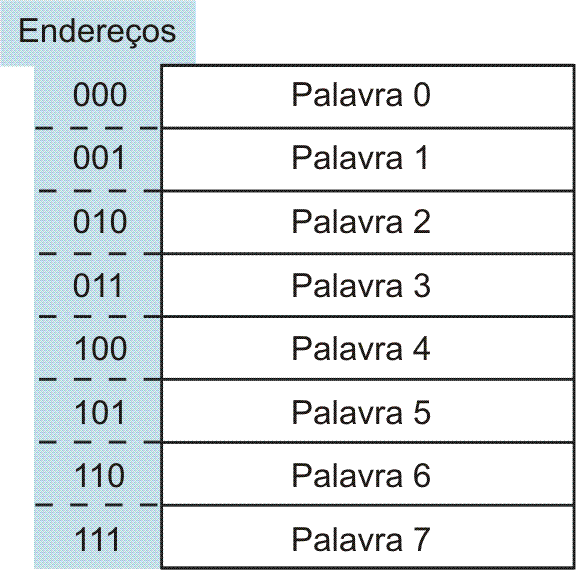 Endereços
000 Palavra 0
001 Palavra 1
010 Palavra 2
011 Palavra 3
100 Palavra 4
101 Palavra 5
110 Palavra 6
111 Palavra 7